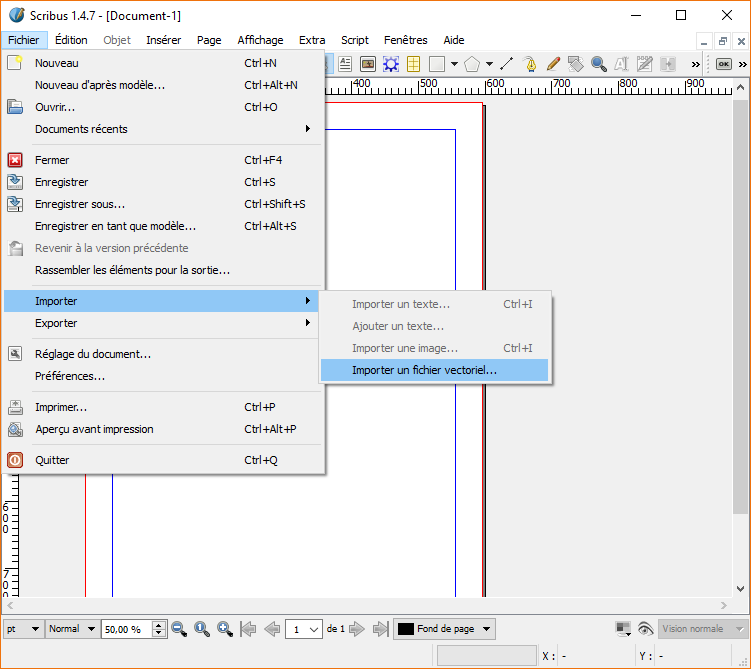 Scribus 1.4.7 - [Document-1]
Fichier Édition Objet Insérer Page Affichage Extra Script Fenêtres Aide
Nouveau Ctrl+N
Nouveau d'après modèle... Ctrl+Alt+N
Ouvrir... Ctrl+O
Documents récents
Fermer Ctrl+F4
Enregistrer Ctrl+S
Enregistrer sous... Ctrl+Shift+S
Enregistrer en tant que modèle... Ctrl+Alt+S
Revenir à la version précédente
Rassembler les éléments pour la sortie...
Importer
Exporter
Réglage du document...
Préférences...
Imprimer... Ctrl+P
Aperçu avant impression Ctrl+Alt+P
Quitter Ctrl+Q
Importer un texte... Ctrl+I
Ajouter un texte...
Importer une image... Ctrl+I
Importer un fichier vectoriel...
OK
400 500 600 700 800 900
600
700
pt Normal 50,00 % 1 1 de 1 Fond de page Vision normale
X: - Y: -